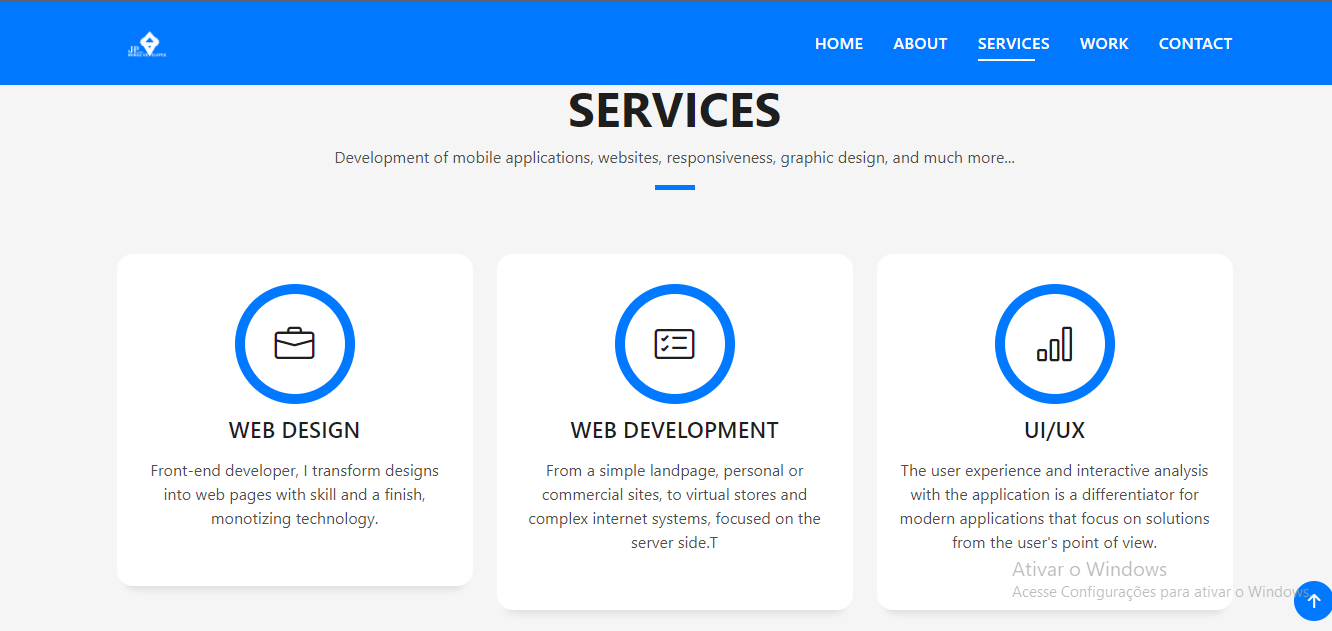 JP
HOME ABOUT SERVICES WORK CONTACT
SERVICES
Development of mobile applications, websites, responsiveness, graphic design, and much more...
WEB DESIGN
Front-end developer, I transform designs
into web pages with skill and a finish,
monotizing technology.
WEB DEVELOPMENT
From a simple landpage, personal or
commercial sites, to virtual stores and
complex internet systems, focused on the
server side.T
UI/UX
The user experience and interactive analysis
with the application is a differentiator for
modern applications that focus on solutions
from the user's point of view.
Ativar o Windows
Acesse Configurações para ativar o Windows.